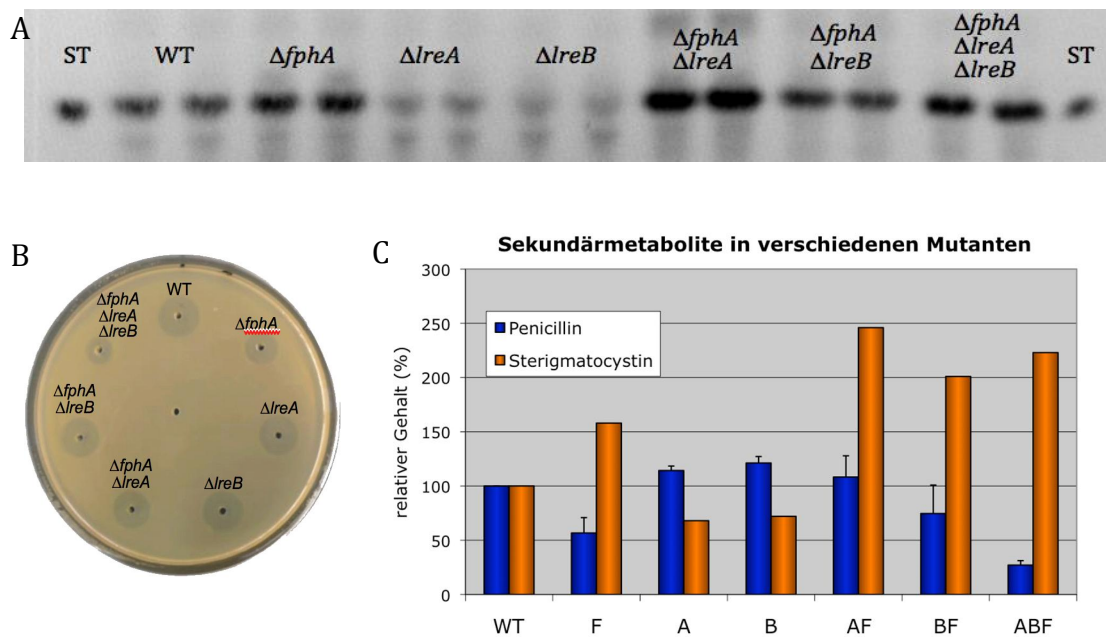 A
ST
WT
ΔfphA
ΔlreA
ΔlreB
ΔfphA
ΔlreA
ΔfphA
ΔlreB
ΔfphA
ΔlreA
ΔlreB
ST
B
WT
ΔfphA
ΔlreA
ΔlreB
ΔfphA
ΔlreA
ΔfphA
ΔlreB
ΔfphA
ΔlreA
ΔlreB
C
Sekundärmetabolite in verschiedenen Mutanten
relativer Gehalt (%)
300
250
200
150
100
50
0
Penicillin
Sterigmatocystin
WT F A B AF BF ABF